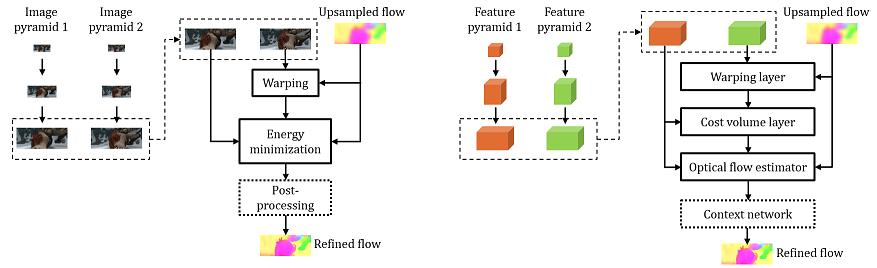 Image
pyramid 1
Image
pyramid 2
Upsampled flow
Warping
Energy
minimization
Post-
processing
Refined flow
Feature
pyramid 1
Feature
pyramid 2
Upsampled flow
Warping layer
Cost volume layer
Optical flow estimator
Context network
Refined flow